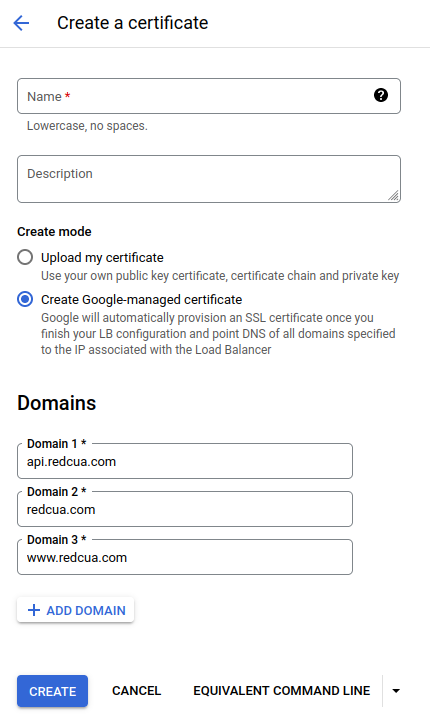 Create a certificate
Name *
Lowercase, no spaces.
Description
Create mode
Upload my certificate
Use your own public key certificate, certificate chain and private key
Create Google-managed certificate
Google will automatically provision an SSL certificate once you
finish your LB configuration and point DNS of all domains specified
to the IP associated with the Load Balancer
Domains
Domain 1 *
api.redcua.com
Domain 2 *
redcua.com
Domain 3 *
www.redcua.com
ADD DOMAIN
CREATE CANCEL EQUIVALENT COMMAND LINE